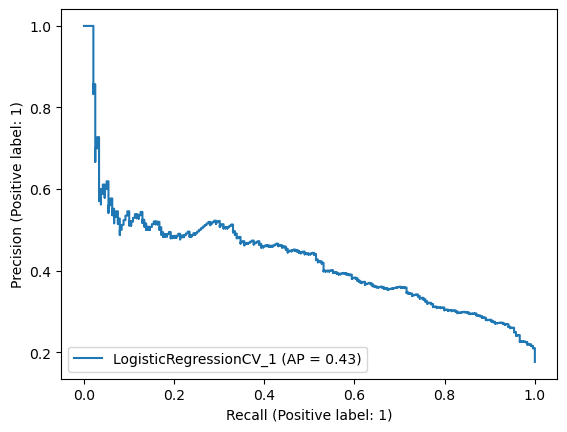 1.0
0.8
0.6
0.4
0.2
Precision (Positive label: 1)
LogisticRegressionCV_1 (AP = 0.43)
0.0 0.2 0.4 0.6 0.8 1.0
Recall (Positive label: 1)